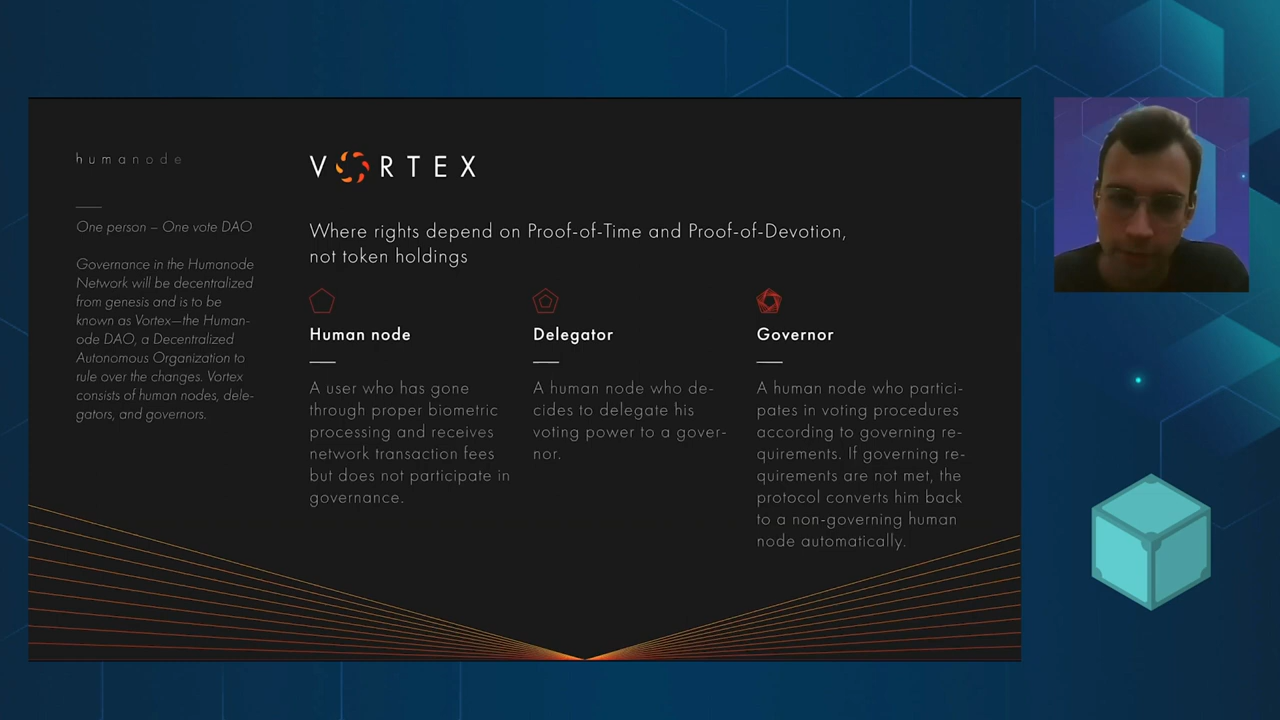 humanode
One person – One vote DAO
Governance in the Humanode
Network will be decentralized
from genesis and is to be
known as Vortex—the Human-
ode DAO, a Decentralized
Autonomous Organization to
rule over the changes. Vortex
consists of human nodes, dele-
gators, and governors.
VORTEX
Where rights depend on Proof-of-Time and Proof-of-Devotion,
not token holdings
Human node
A user who has gone
through proper biometric
processing and receives
network transaction fees
but does not participate in
governance.
Delegator
A human node who de-
cides to delegate his
voting power to a gover-
nor.
Governor
A human node who partici-
pates in voting procedures
according to governing re-
quirements. If governing re-
quirements are not met, the
protocol converts him back
to a non-governing human
node automatically.